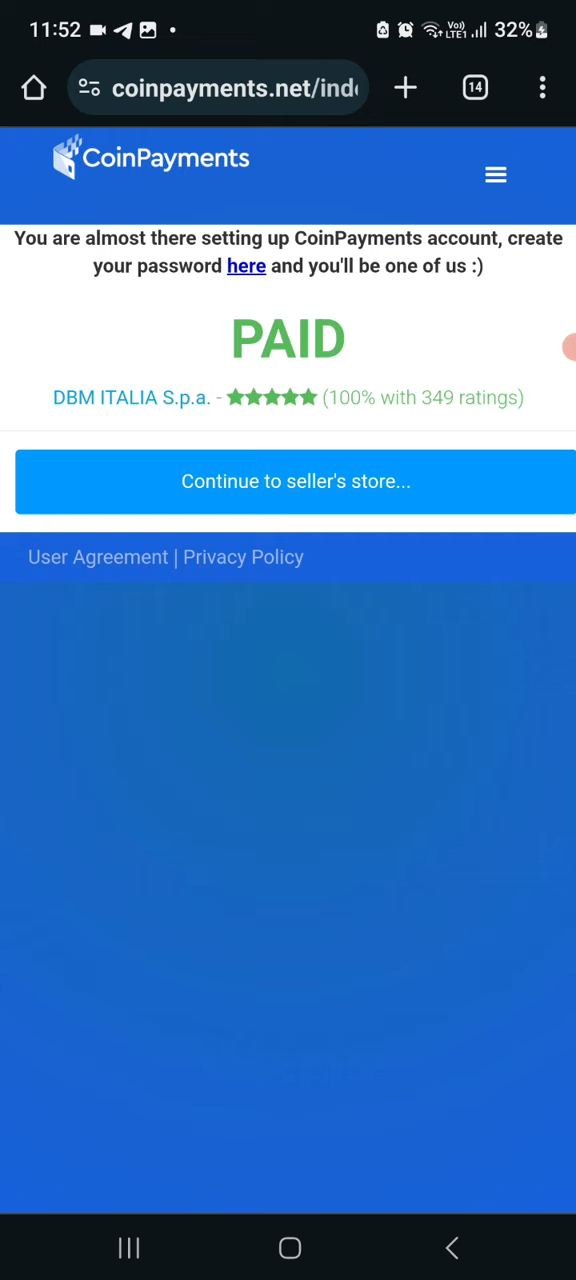 11:52
Vo)) LTE1 32%
coinpayments.net/ind
14
CoinPayments
You are almost there setting up CoinPayments account, create
your password here and you'll be one of us :)
PAID
DBM ITALIA S.p.a. - ★★★★★ (100% with 349 ratings)
Continue to seller's store...
User Agreement | Privacy Policy